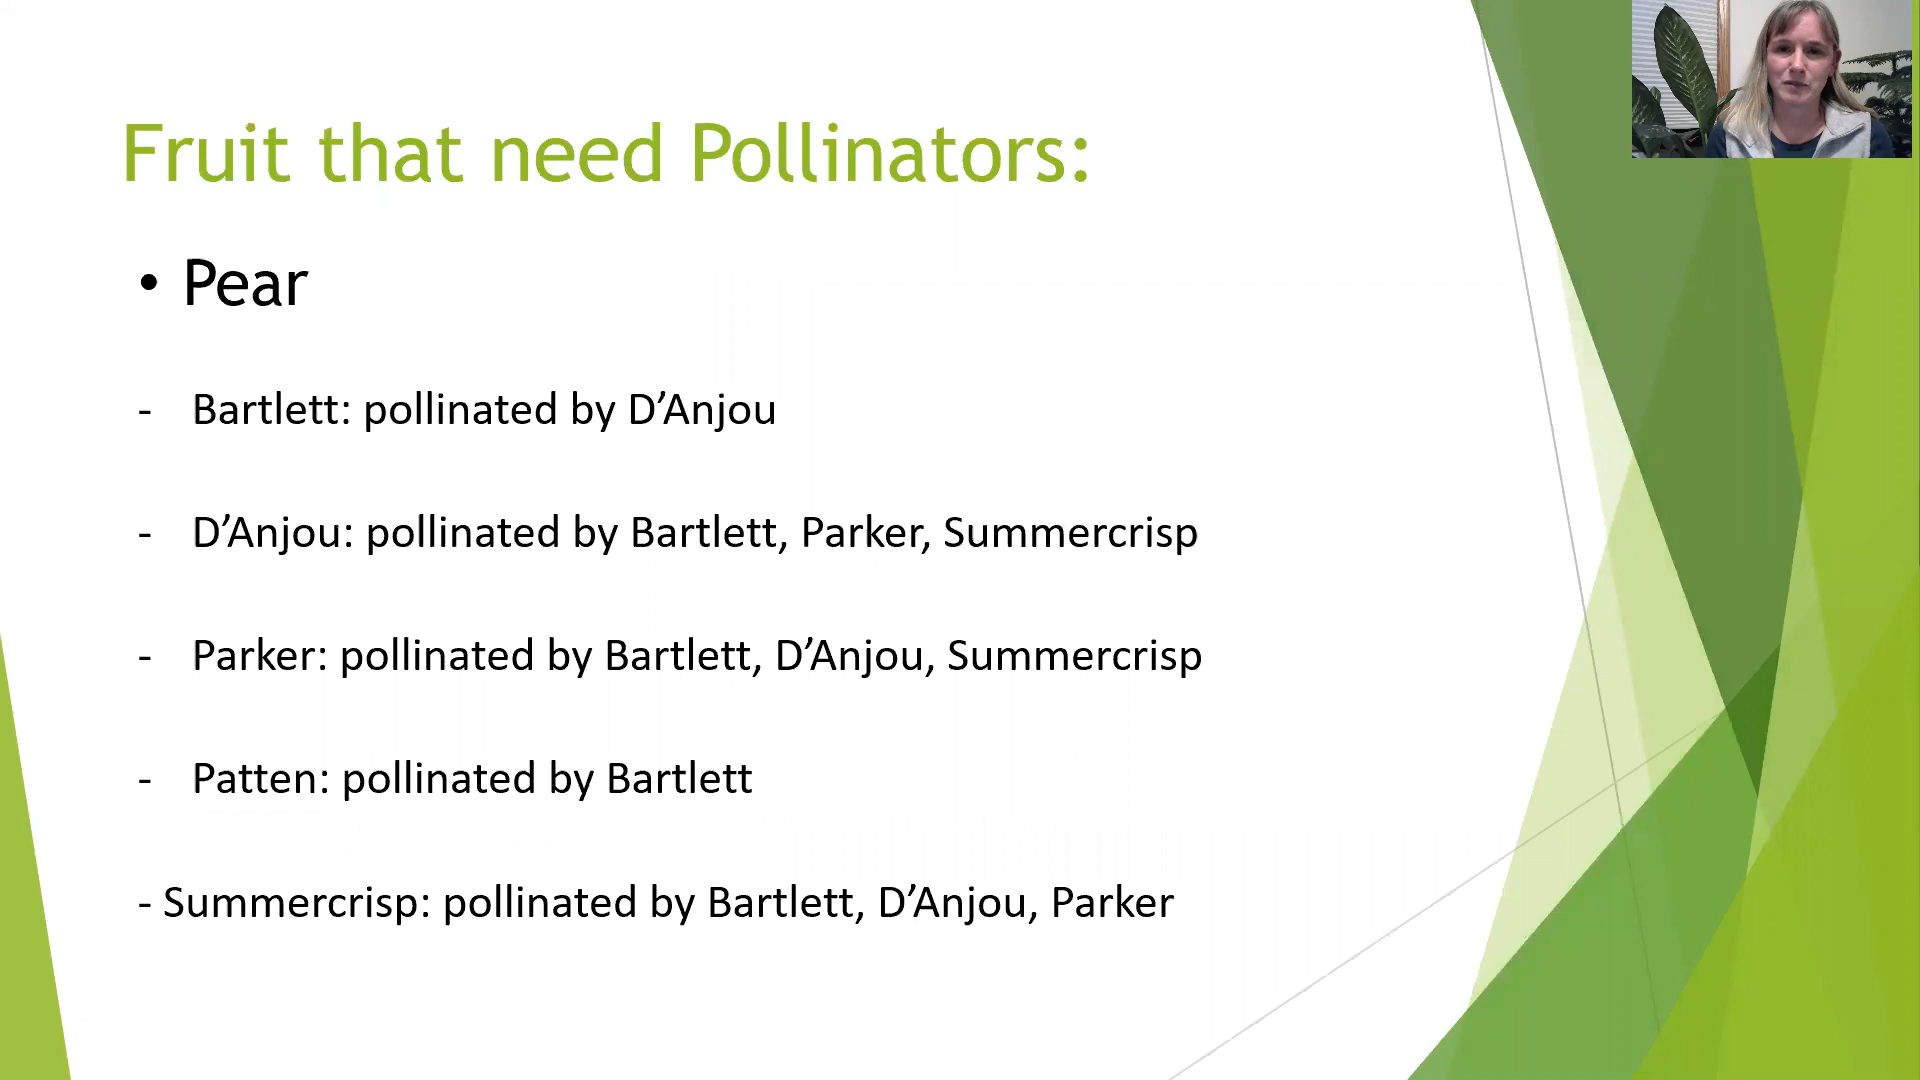 Fruit that need Pollinators:
• Pear
- Bartlett: pollinated by D’Anjou
- D’Anjou: pollinated by Bartlett, Parker, Summercrisp
- Parker: pollinated by Bartlett, D’Anjou, Summercrisp
- Patten: pollinated by Bartlett
- Summercrisp: pollinated by Bartlett, D’Anjou, Parker